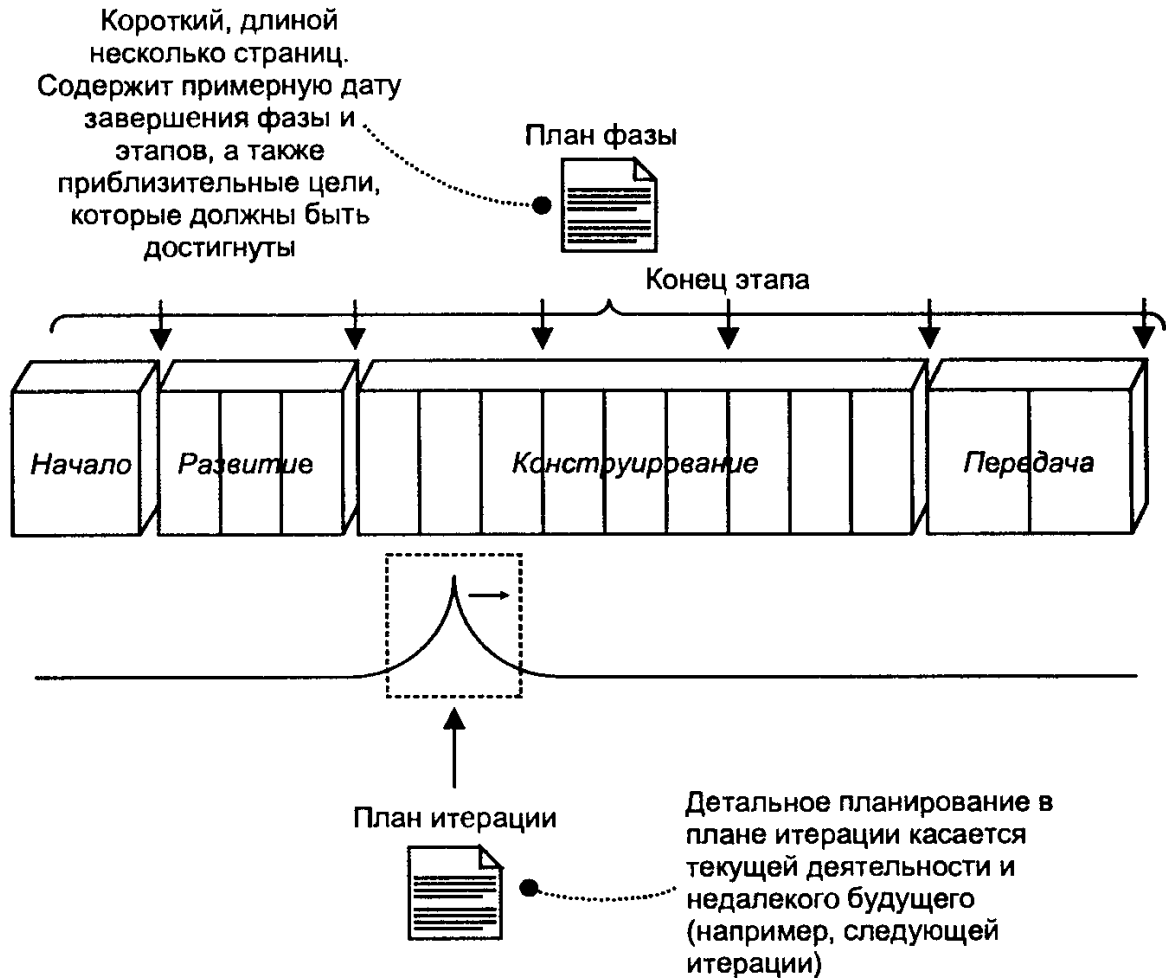 Короткий, длиной
несколько страниц.
Содержит примерную дату
завершения фазы и
этапов, а также
приблизительные цели,
которые должны быть
достигнуты
План фазы
Конец этапа
Начало
Развитие
Конструирование
Передача
План итерации
Детальное планирование в
плане итерации касается
текущей деятельности и
недалекого будущего
(например, следующей
итерации)